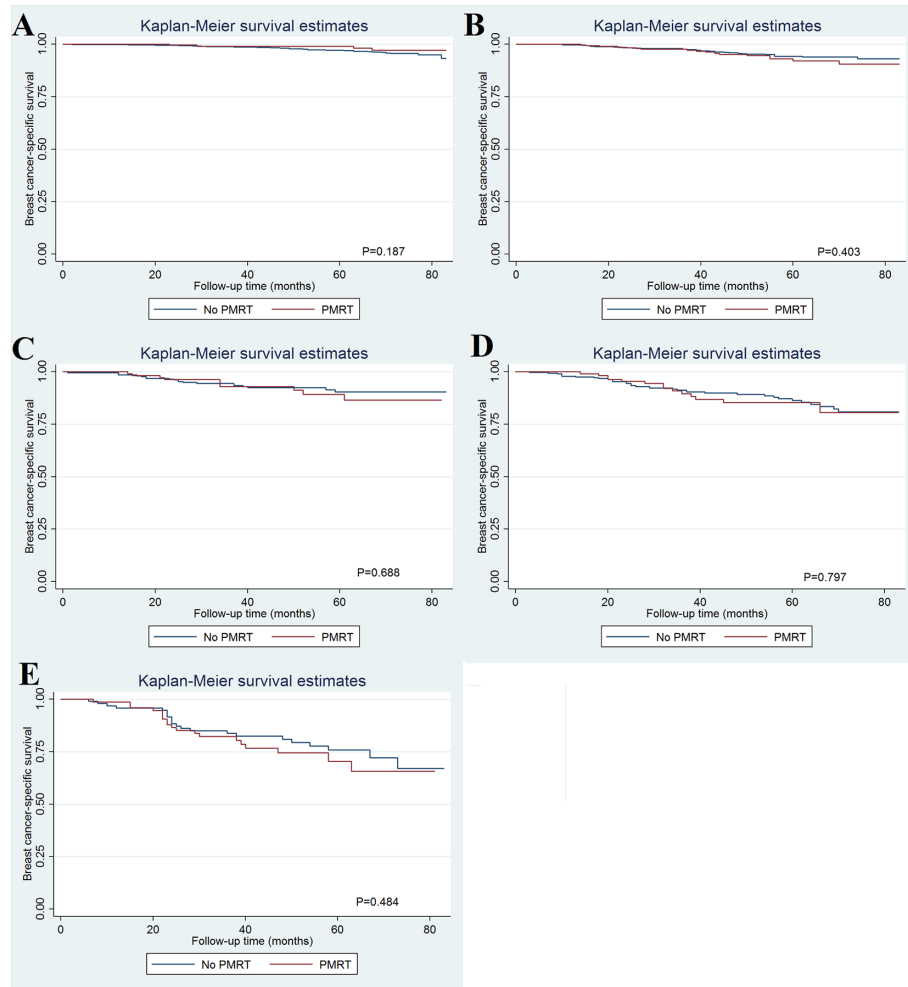 A
Kaplan-Meier survival estimates
Breast cancer-specific survival
1.00
0.75
0.50
0.25
0.00
P=0.187
0 20 40 60 80
Follow-up time (months)
No PMRT PMRT
B
Kaplan-Meier survival estimates
Breast cancer-specific survival
1.00
0.75
0.50
0.25
0.00
P=0.403
0 20 40 60 80
Follow-up time (months)
No PMRT PMRT
C
Kaplan-Meier survival estimates
Breast cancer-specific survival
1.00
0.75
0.50
0.25
0.00
P=0.688
0 20 40 60 80
Follow-up time (months)
No PMRT PMRT
D
Kaplan-Meier survival estimates
Breast cancer-specific survival
1.00
0.75
0.50
0.25
0.00
P=0.797
0 20 40 60 80
Follow-up time (months)
No PMRT PMRT
E
Kaplan-Meier survival estimates
Breast cancer-specific survival
1.00
0.75
0.50
0.25
0.00
P=0.484
0 20 40 60 80
Follow-up time (months)
No PMRT PMRT